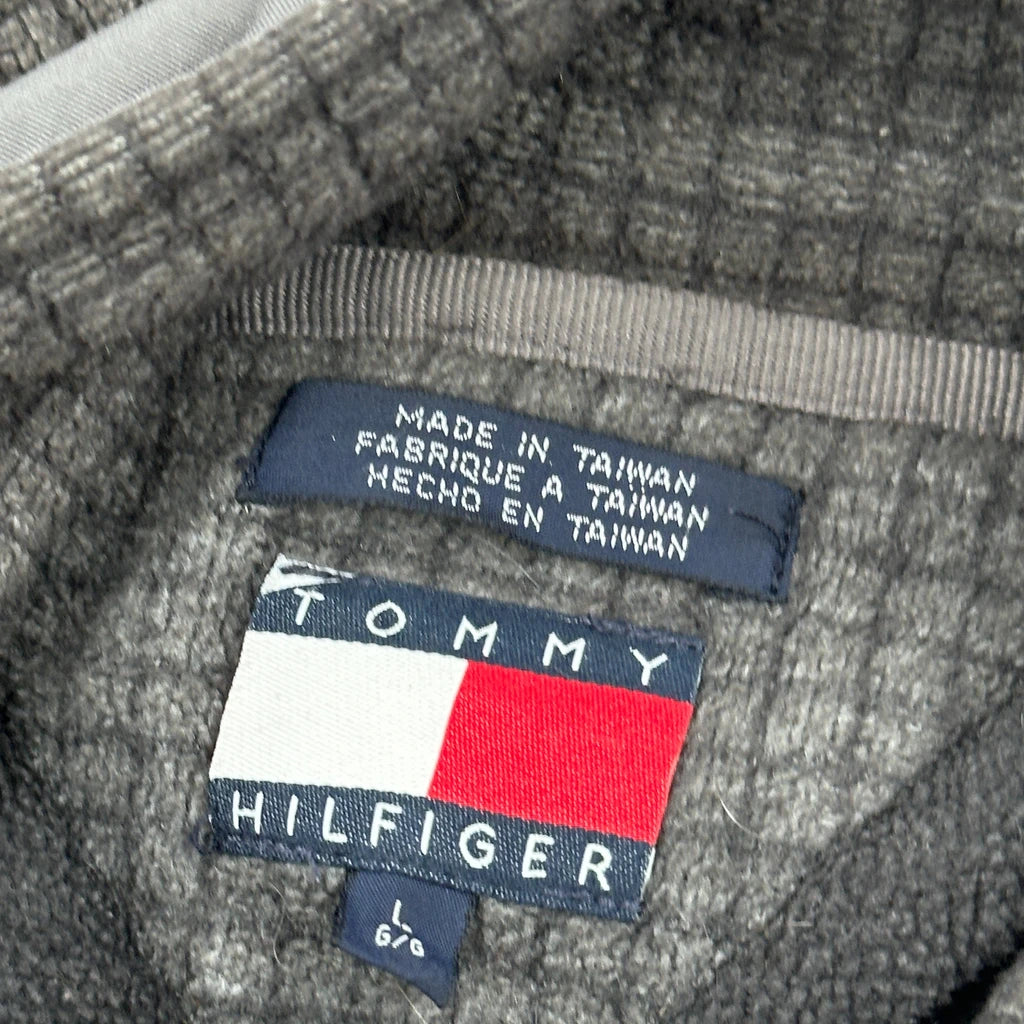 MADE IN TAIWAN
FABRIQUE A TAIWAN
HECHO EN TAIWAN
TOMMY
HILFIGER
L
G/G